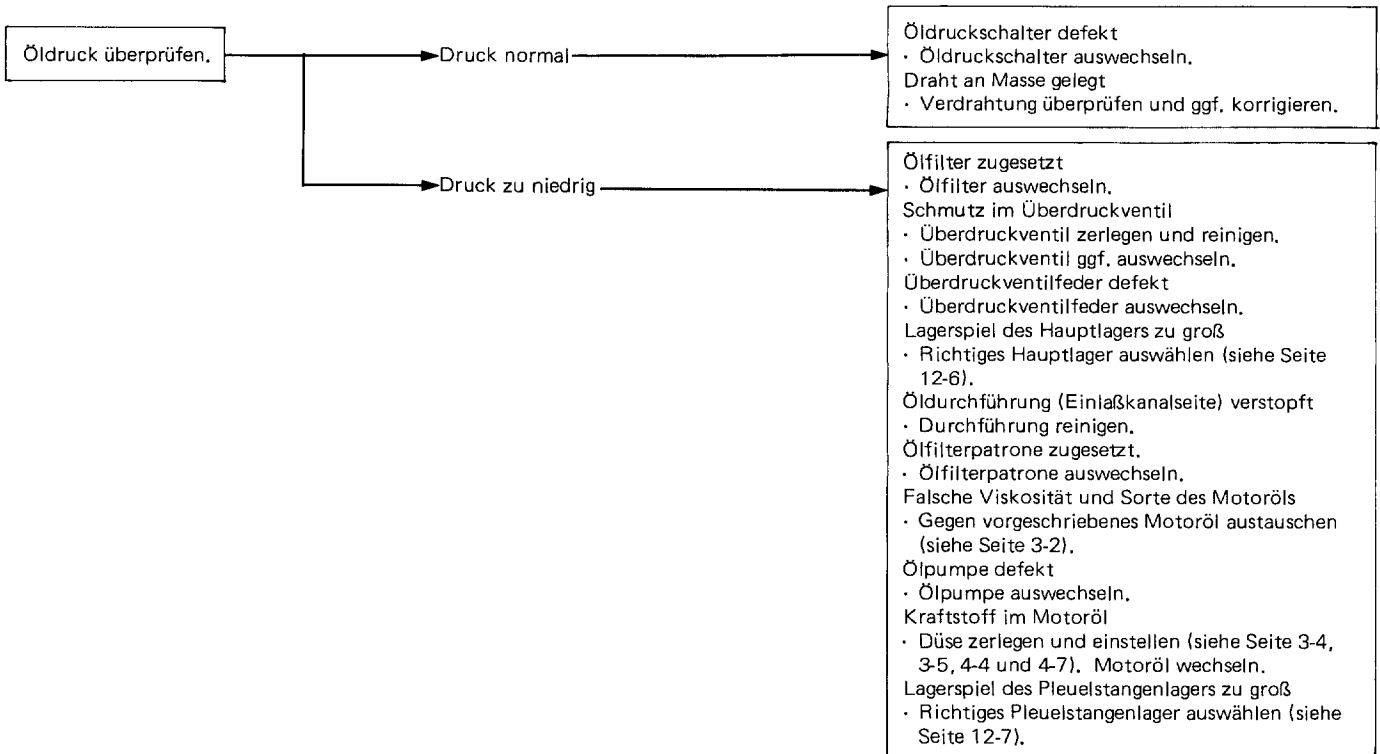 Öldruck überprüfen.
Druck normal
Öldruckschalter defekt
· Öldruckschalter auswechseln.
Draht an Masse gelegt
· Verdrahtung überprüfen und ggf. korrigieren.
Druck zu niedrig
Ölfilter zugesetzt
· Ölfilter auswechseln.
Schmutz im Überdruckventil
· Überdruckventil zerlegen und reinigen.
· Überdruckventil ggf. auswechseln.
Überdruckventilfeder defekt
· Überdruckventilfeder auswechseln.
Lagerspiel des Hauptlagers zu groß
· Richtiges Hauptlager auswählen (siehe Seite
12-6).
Öldurchführung (Einlaßkanalseite) verstopft
· Durchführung reinigen.
Ölfilterpatrone zugesetzt.
· Ölfilterpatrone auswechseln.
Falsche Viskosität und Sorte des Motoröls
· Gegen vorgeschriebenes Motoröl austauschen
(siehe Seite 3-2).
Ölpumpe defekt
· Ölpumpe auswechseln.
Kraftstoff im Motoröl
· Düse zerlegen und einstellen (siehe Seite 3-4,
3-5, 4-4 und 4-7). Motoröl wechseln.
Lagerspiel des Pleuelstangenlagers zu groß
· Richtiges Pleuelstangenlager auswählen (siehe
Seite 12-7).